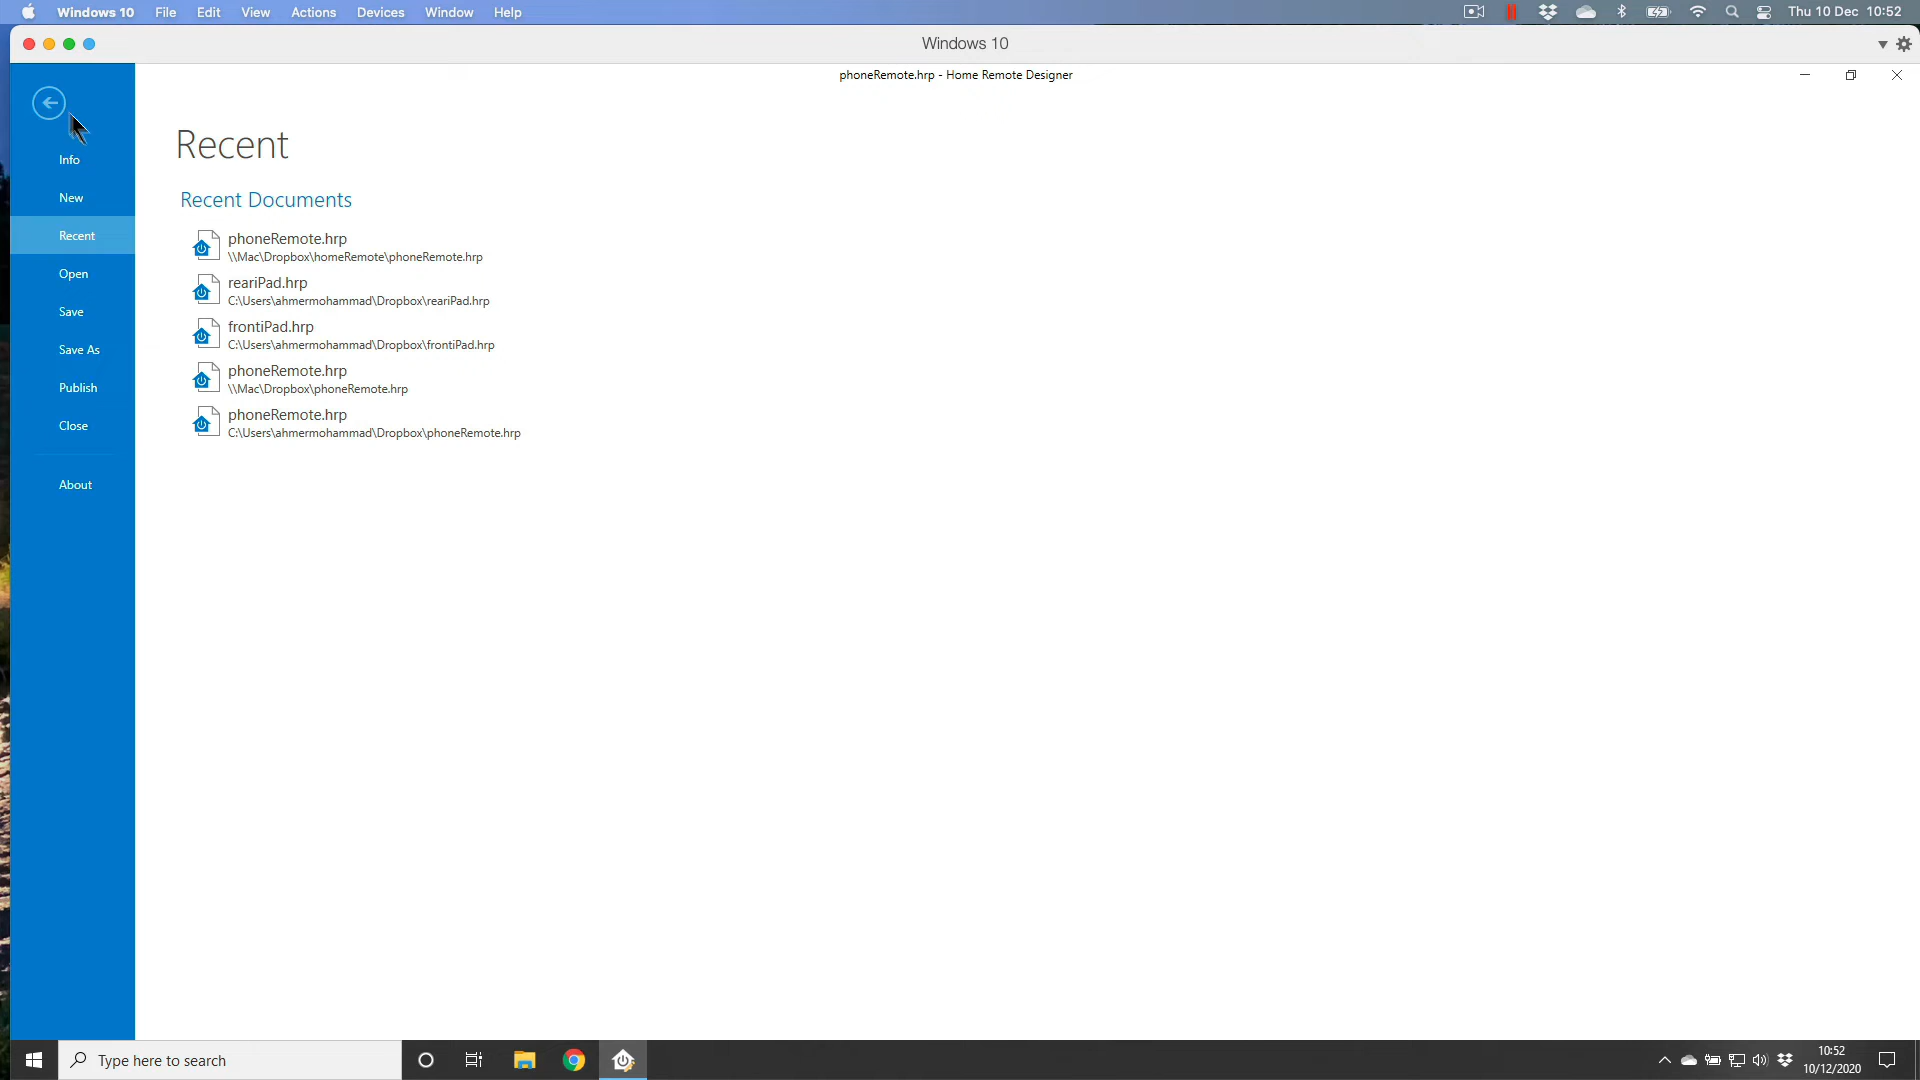 Windows 10 File Edit View Actions Devices Window Help Thu 10 Dec 10:52
Windows 10
phoneRemote.hrp - Home Remote Designer
Info
New
Recent
Open
Save
Save As
Publish
Close
About
Recent
Recent Documents
phoneRemote.hrp
\\Mac\Dropbox\homeRemote\phoneRemote.hrp
reariPad.hrp
C:\Users\ahmermohammad\Dropbox\reariPad.hrp
frontiPad.hrp
C:\Users\ahmermohammad\Dropbox\frontiPad.hrp
phoneRemote.hrp
\\Mac\Dropbox\phoneRemote.hrp
phoneRemote.hrp
C:\Users\ahmermohammad\Dropbox\phoneRemote.hrp
Type here to search
10:52
10/12/2020